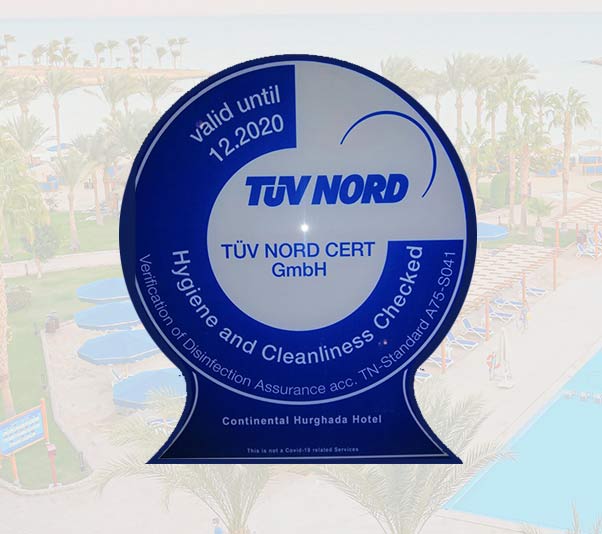 valid until
12.2020
TÜV NORD
TÜV NORD CERT
GmbH
Hygiene and Cleanliness Checked
Verification of Disinfection Assurance acc. TN-Standard A75-S041
Continental Hurghada Hotel
This is not a Covid-19 related Services